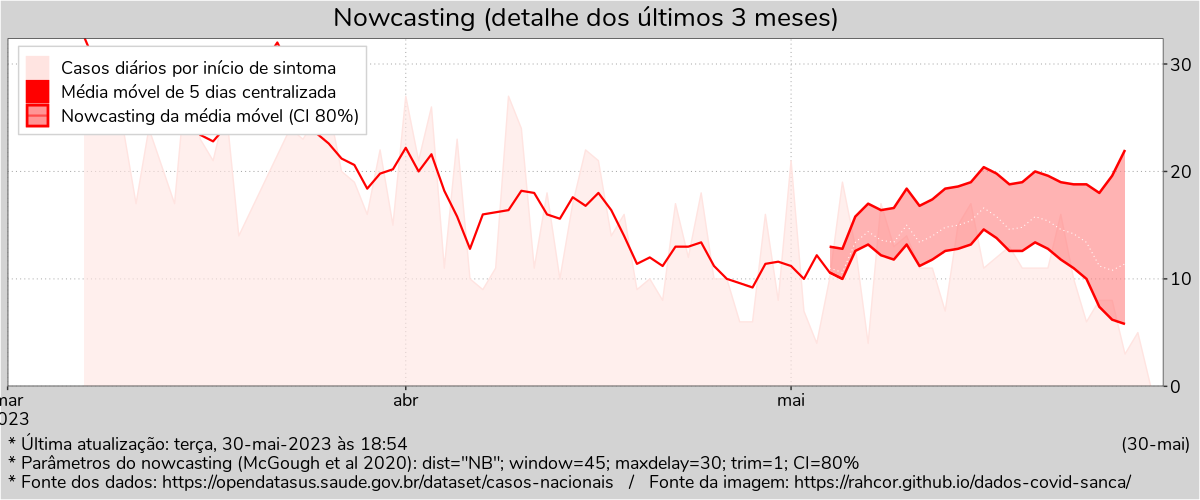 Nowcasting (detalhe dos últimos 3 meses)
Casos diários por início de sintoma
Média móvel de 5 dias centralizada
Nowcasting da média móvel (CI 80%)
30
20
10
0
mar
2023
abr
mai
* Última atualização: terça, 30-mai-2023 às 18:54
(30-mai)
* Parâmetros do nowcasting (McGough et al 2020): dist="NB"; window=45; maxdelay=30; trim=1; CI=80%
* Fonte dos dados: https://opendatasus.saude.gov.br/dataset/casos-nacionais / Fonte da imagem: https://rahcor.github.io/dados-covid-sanca/